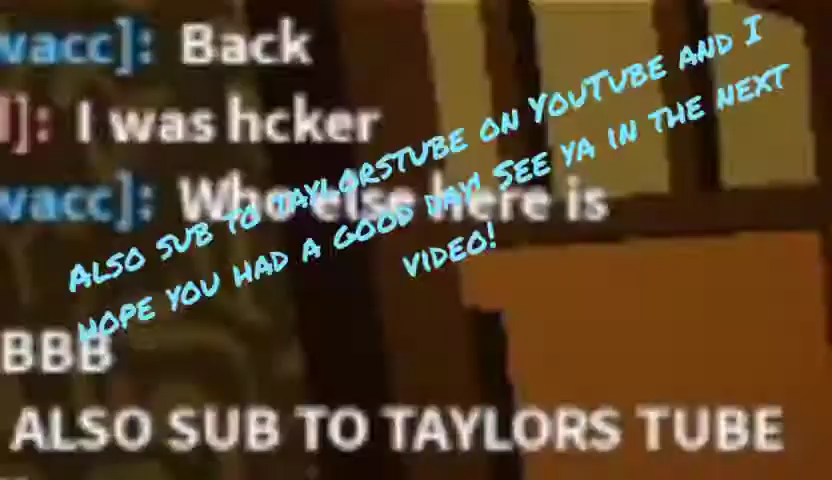 vacc]: Back
l]: I was hcker
vacc]: Who else here is
Also sub to taylorstube on YouTube and I
hope you had a good day! See ya in the next
video!
BBB
ALSO SUB TO TAYLORS TUBE